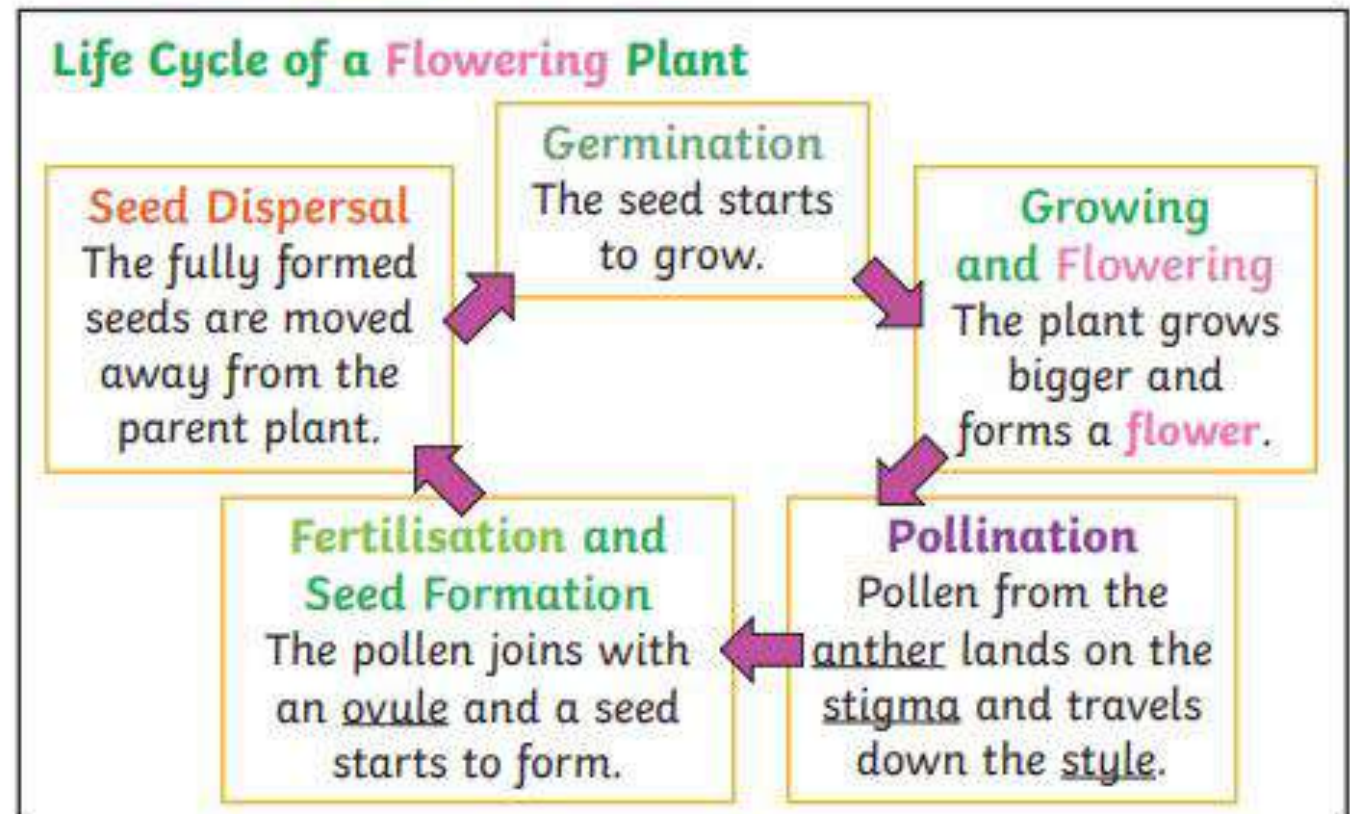 Life Cycle of a Flowering Plant
Germination
The seed starts
to grow.
Growing
and Flowering
The plant grows
bigger and
forms a flower.
Pollination
Pollen from the
anther lands on the
stigma and travels
down the style.
Fertilisation and
Seed Formation
The pollen joins with
an ovule and a seed
starts to form.
Seed Dispersal
The fully formed
seeds are moved
away from the
parent plant.